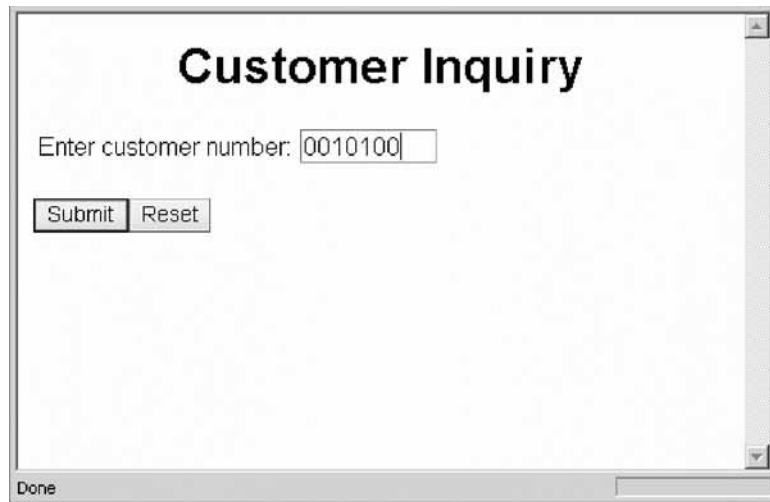 Customer Inquiry
Enter customer number: 0010100
Submit Reset
Done